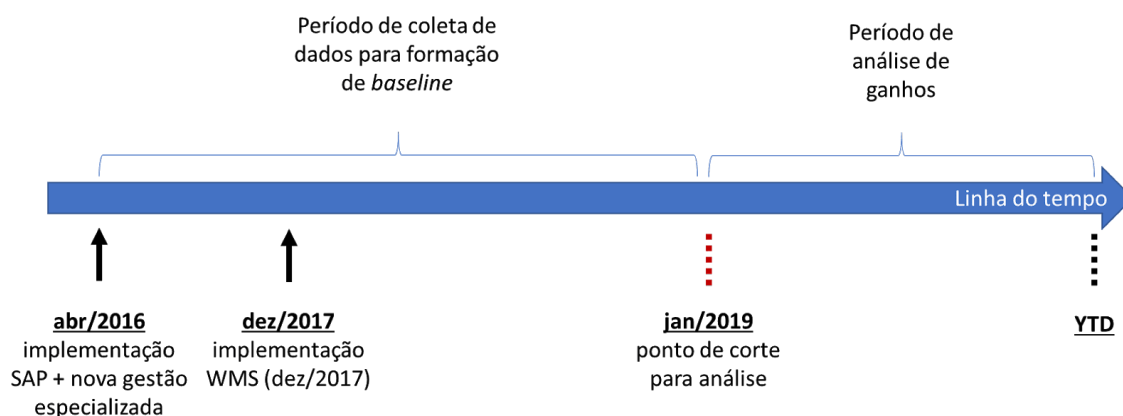 Período de coleta de
dados para formação
de baseline
Período de
análise de
ganhos
Linha do tempo
abr/2016
implementação
SAP + nova gestão
especializada
dez/2017
implementação
WMS (dez/2017)
jan/2019
ponto de corte
para análise
YTD